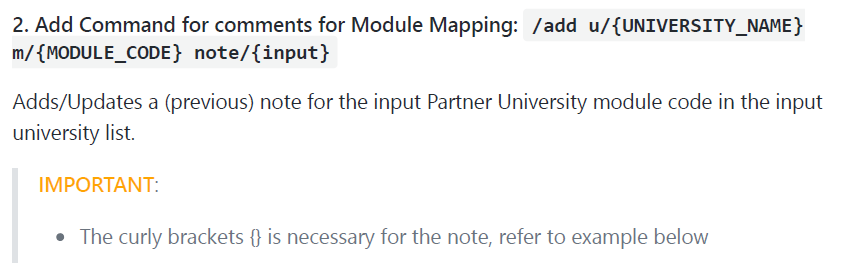 2. Add Command for comments for Module Mapping: /add u/{UNIVERSITY_NAME}
m/{MODULE_CODE} note/{input}
Adds/Updates a (previous) note for the input Partner University module code in the input
university list.
IMPORTANT:
• The curly brackets {} is necessary for the note, refer to example below